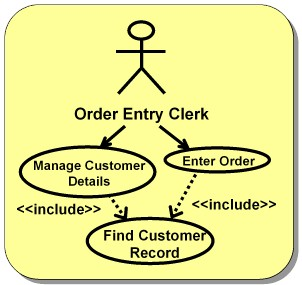 Order Entry Clerk
Manage Customer
Details
Enter Order
<<include>>
<<include>>
Find Customer
Record